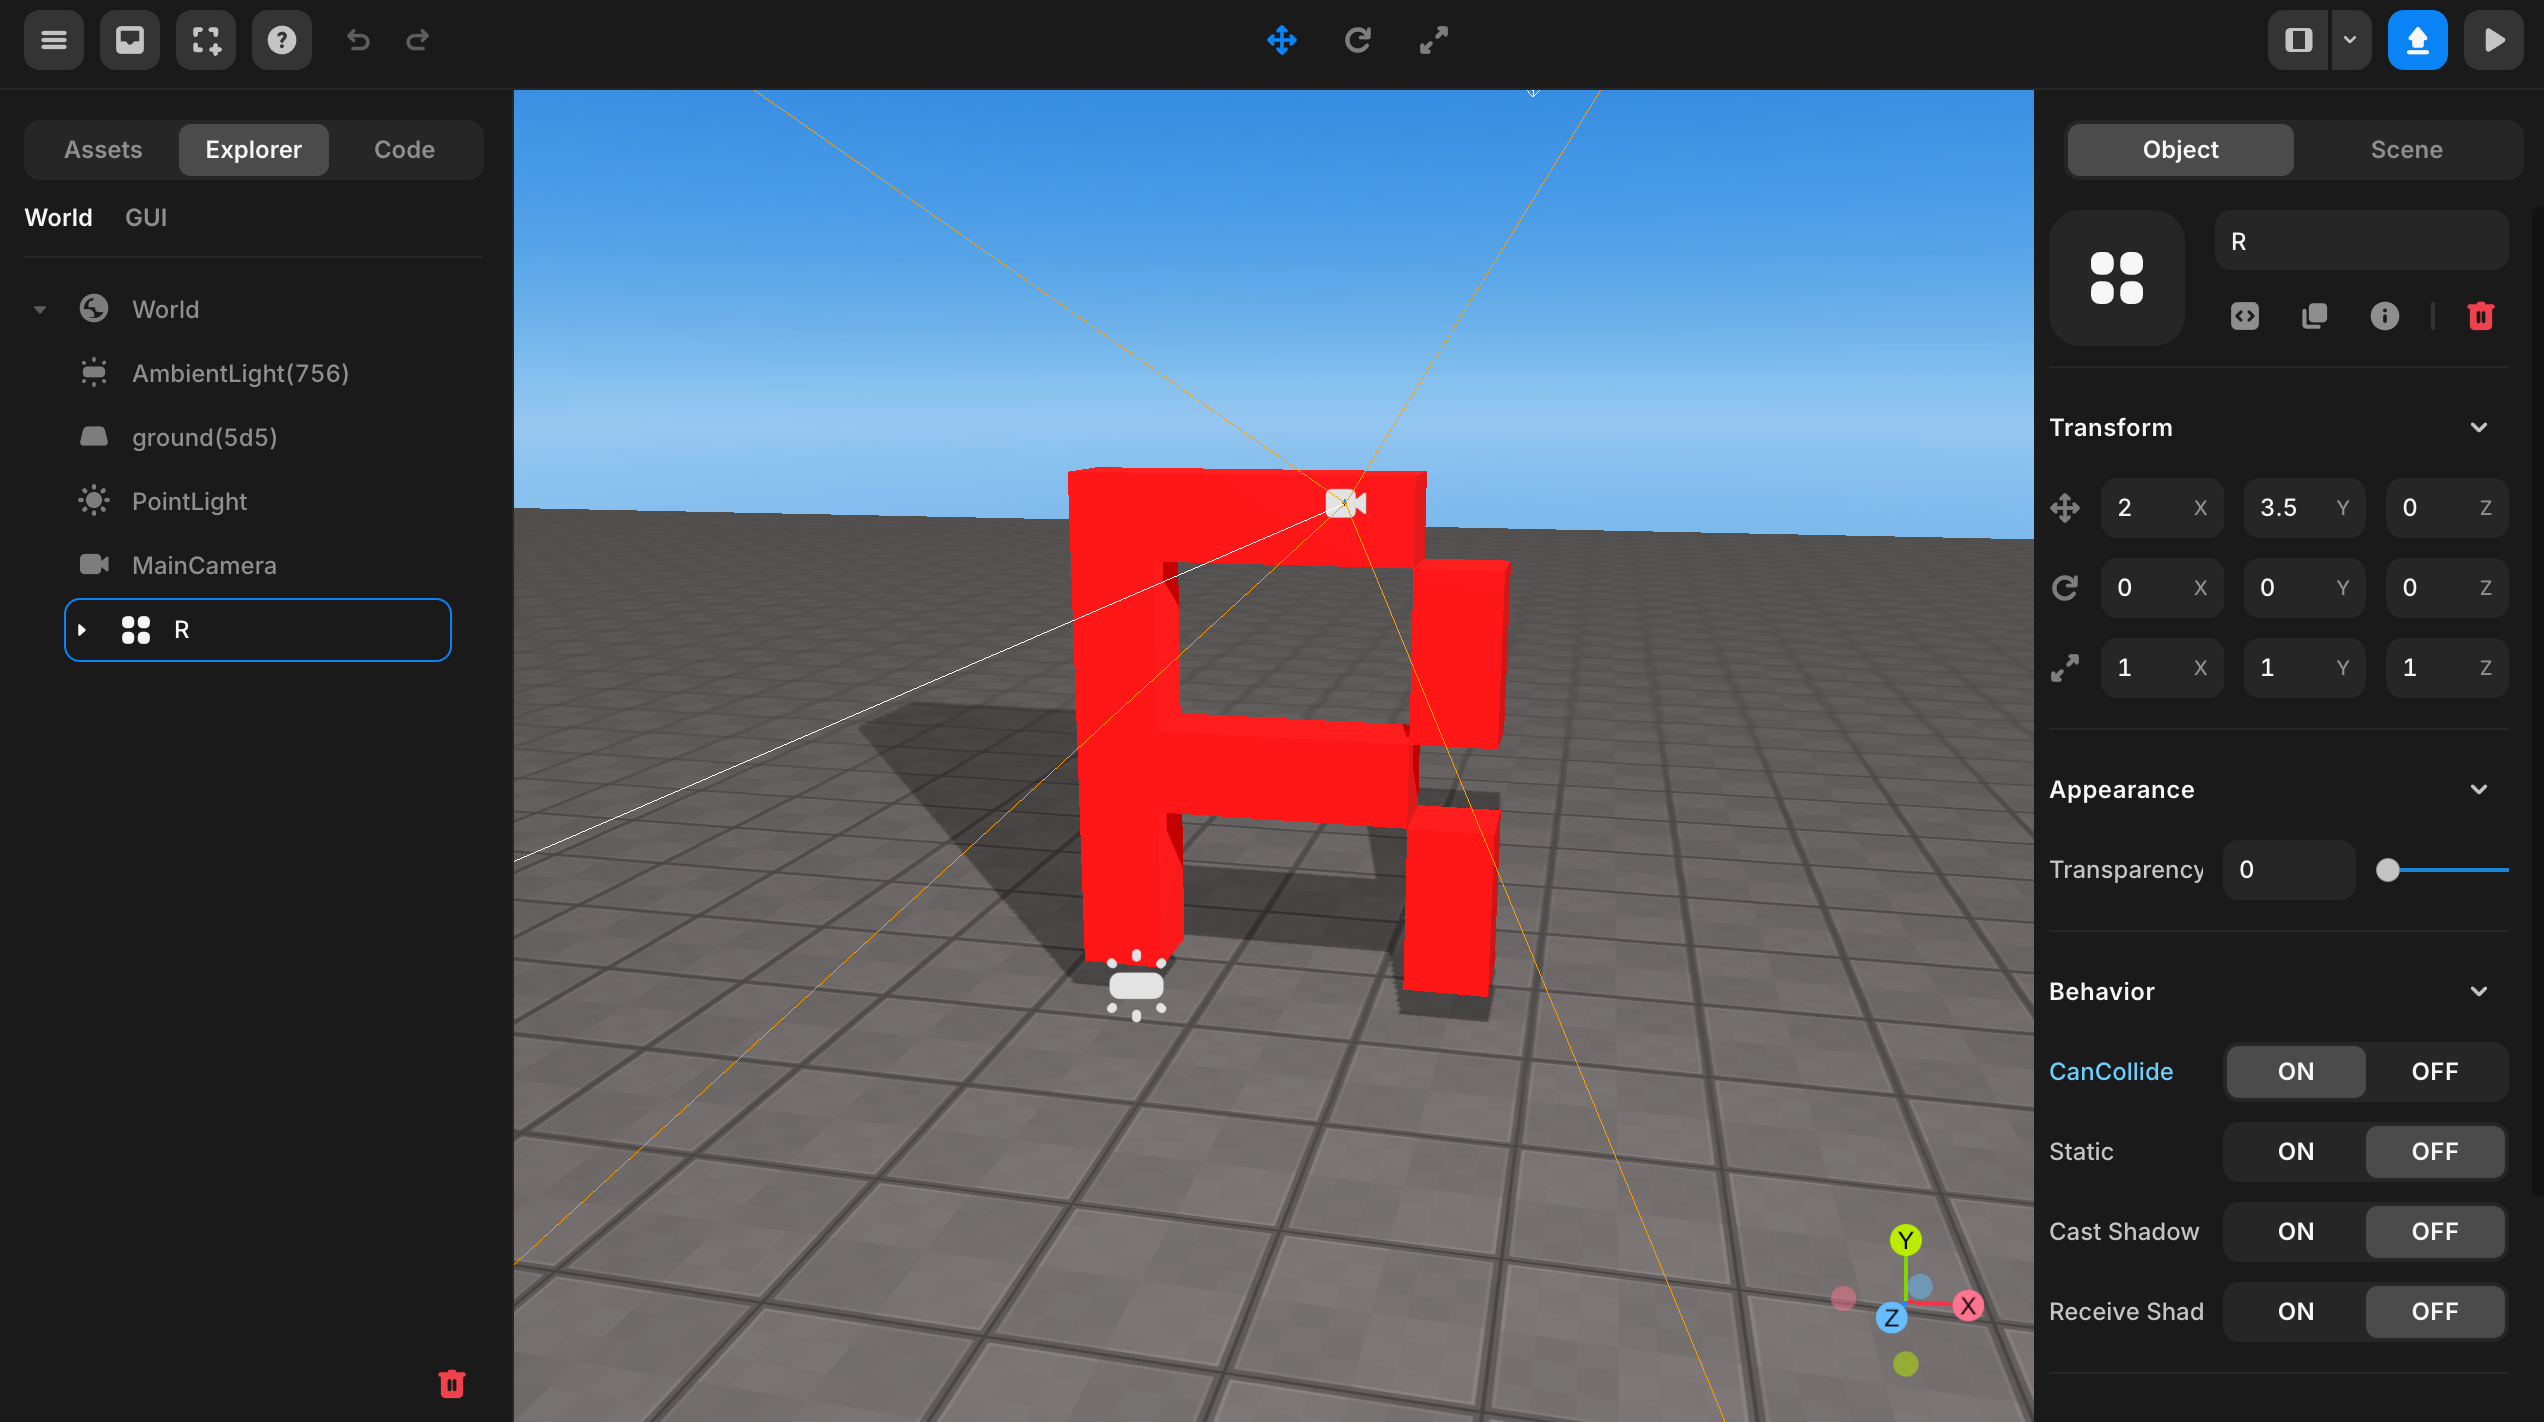 Assets Explorer Code
World GUI
World
AmbientLight(756)
ground(5d5)
PointLight
MainCamera
R
Y
Z
X
Object Scene
R
Transform
2 X 3.5 Y 0 Z
0 X 0 Y 0 Z
1 X 1 Y 1 Z
Appearance
Transparency 0
Behavior
CanCollide ON OFF
Static ON OFF
Cast Shadow ON OFF
Receive Shad ON OFF